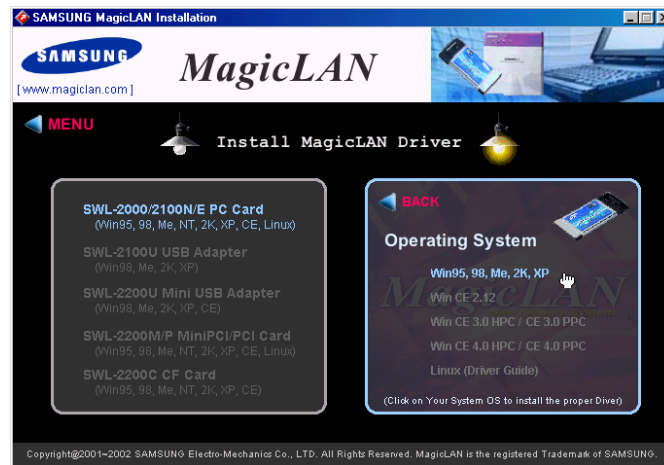 SAMSUNG MagicLAN Installation
SAMSUNG
[ www.magiclan.com ]
MagicLAN
MENU
Install MagicLAN Driver
SWL-2000/2100N/E PC Card
(Win95, 98, Me, NT, 2K, XP, CE, Linux)
SWL-2100U USB Adapter
(Win98, Me, 2K, XP)
SWL-2200U Mini USB Adapter
(Win98, Me, 2K, XP, CE)
SWL-2200M/P MiniPCI/PCI Card
(Win95, 98, Me, NT, 2K, XP, CE, Linux)
SWL-2200C CF Card
(Win95, 98, Me, NT, 2K, XP, CE)
BACK
Operating System
Win95, 98, Me, 2K, XP
MagicLAN
Win CE 2.12
Win CE 3.0 HPC / CE 3.0 PPC
Win CE 4.0 HPC / CE 4.0 PPC
Linux (Driver Guide)
(Click on Your System OS to install the proper Diver)
Copyright@2001~2002 SAMSUNG Electro-Mechanics Co., LTD. All Rights Reserved. MagicLAN is the registered Trademark of SAMSUNG.